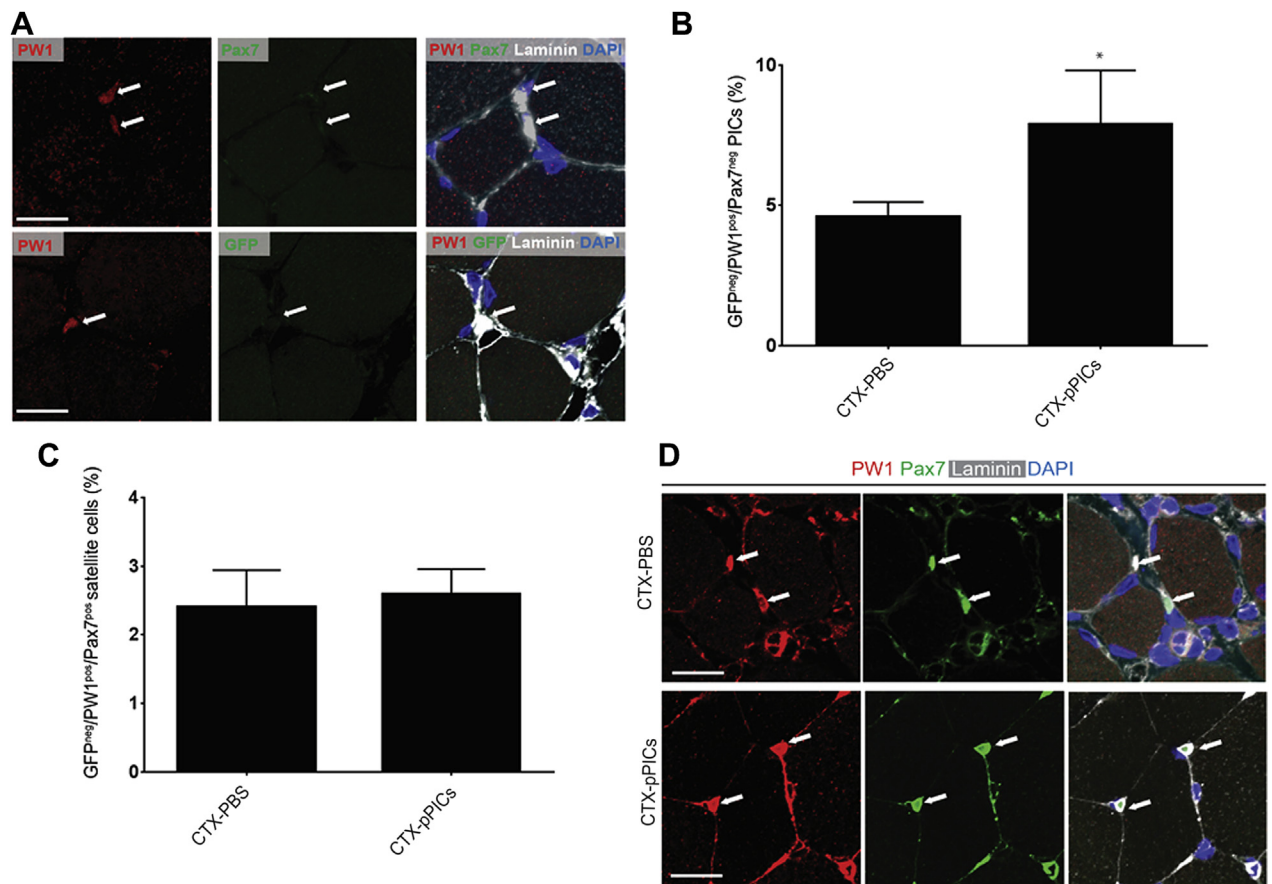 A
PW1
Pax7
PW1 Pax7 Laminin DAPI
PW1
GFP
PW1 GFP Laminin DAPI
B
GFPneg/PW1pos/Pax7neg PICs (%)
10
5
0
*
CTX-PBS
CTX-pPICs
C
GFPneg/PW1pos/Pax7pos satellite cells (%)
4
3
2
1
0
CTX-PBS
CTX-pPICs
D
PW1 Pax7 Laminin DAPI
CTX-PBS
CTX-pPICs